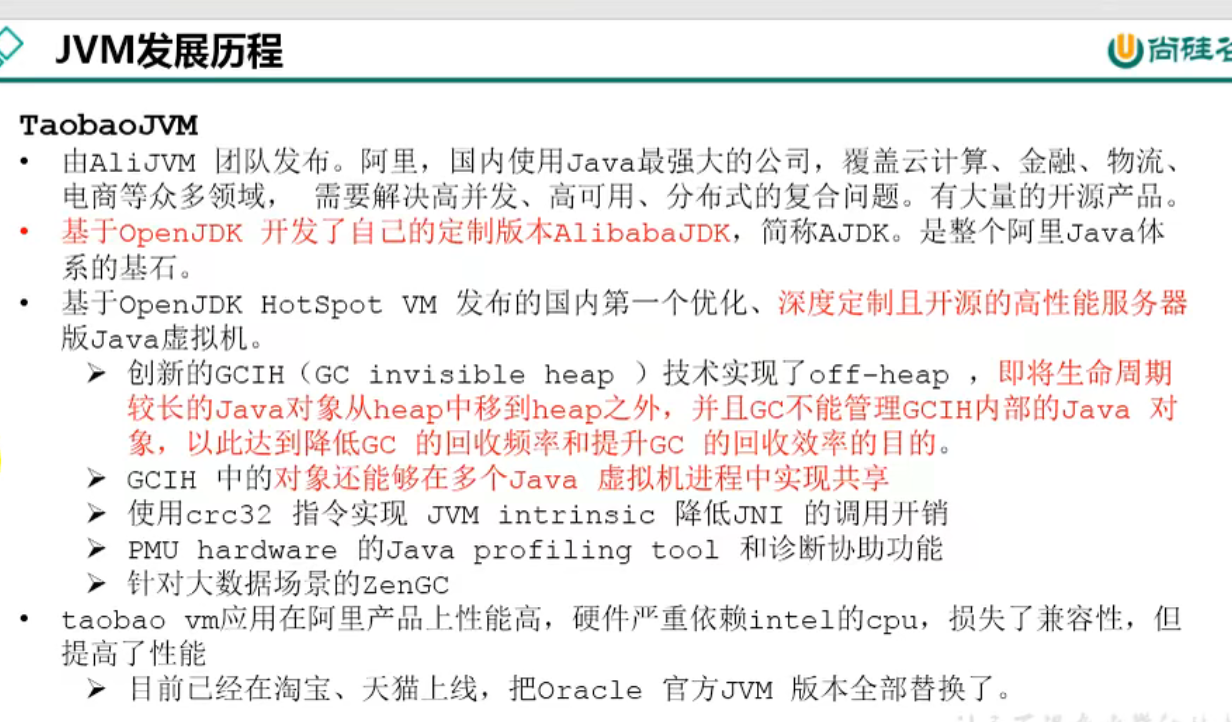 JVM发展历程
尚硅谷
TaobaoJVM
• 由AliJVM 团队发布。阿里，国内使用Java最强大的公司，覆盖云计算、金融、物流、
电商等众多领域， 需要解决高并发、高可用、分布式的复合问题。有大量的开源产品。
• 基于OpenJDK 开发了自己的定制版本AlibabaJDK，简称AJDK。是整个阿里Java体
系的基石。
• 基于OpenJDK HotSpot VM 发布的国内第一个优化、深度定制且开源的高性能服务器
版Java虚拟机。
➢ 创新的GCIH（GC invisible heap ）技术实现了off-heap ，即将生命周期
较长的Java对象从heap中移到heap之外，并且GC不能管理GCIH内部的Java 对
象，以此达到降低GC 的回收频率和提升GC 的回收效率的目的。
➢ GCIH 中的对象还能够在多个Java 虚拟机进程中实现共享
➢ 使用crc32 指令实现 JVM intrinsic 降低JNI 的调用开销
➢ PMU hardware 的Java profiling tool 和诊断协助功能
➢ 针对大数据场景的ZenGC
• taobao vm应用在阿里产品上性能高，硬件严重依赖intel的cpu，损失了兼容性，但
提高了性能
➢ 目前已经在淘宝、天猫上线，把Oracle 官方JVM 版本全部替换了。